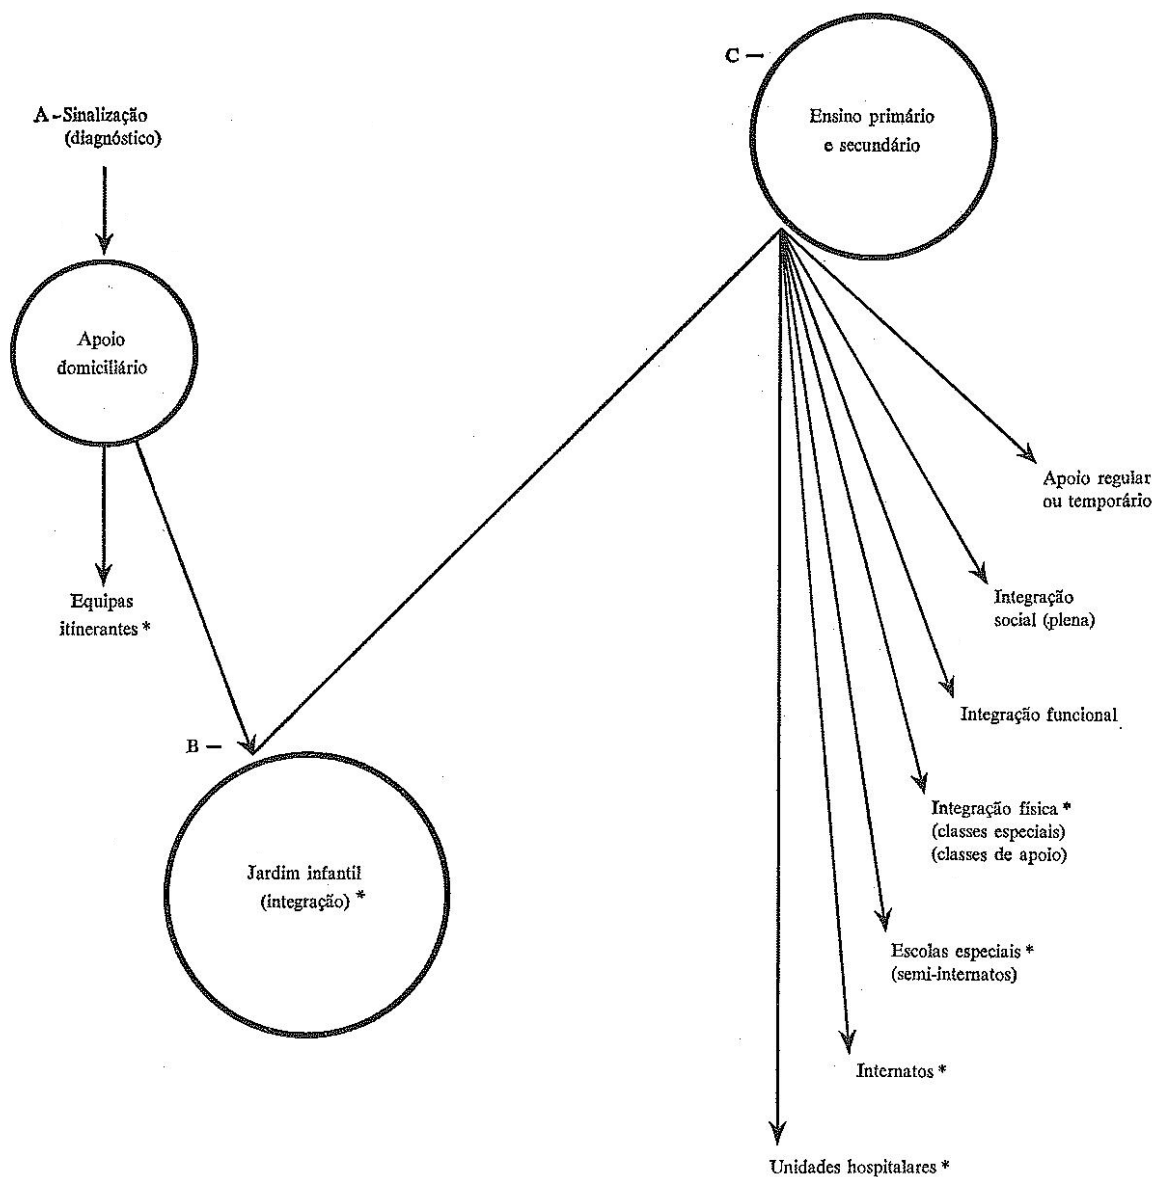 A - Sinalização
(diagnóstico)
Apoio
domiciliário
Equipas
itinerantes *
B —
Jardim infantil
(integração) *
C —
Ensino primário
e secundário
Apoio regular
ou temporário
Integração
social (plena)
Integração funcional
Integração física *
(classes especiais)
(classes de apoio)
Escolas especiais *
(semi-internatos)
Internatos *
Unidades hospitalares *